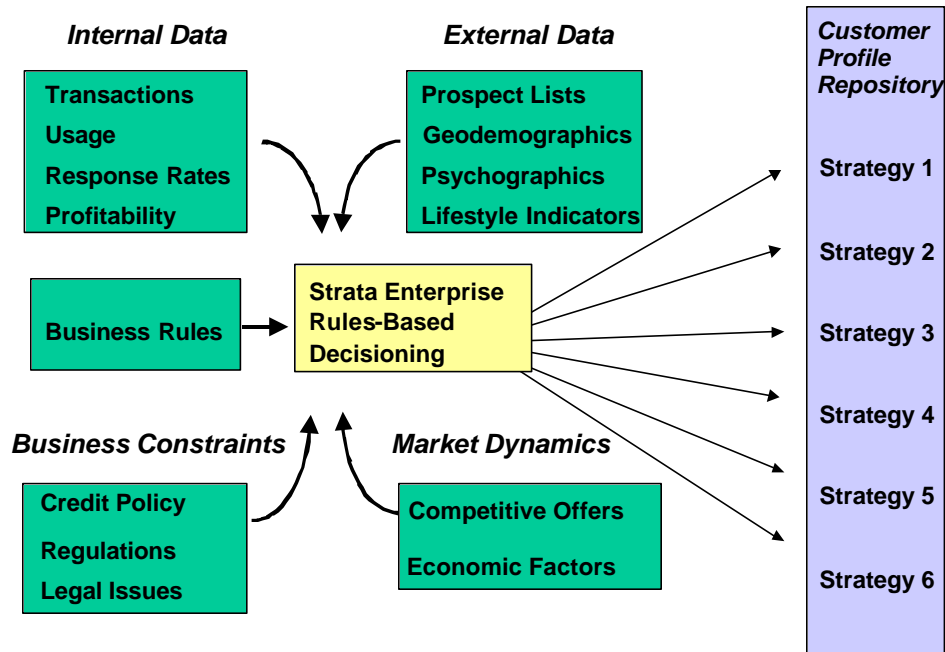 Internal Data
Transactions
Usage
Response Rates
Profitability
External Data
Prospect Lists
Geodemographics
Psychographics
Lifestyle Indicators
Business Rules
Strata Enterprise
Rules-Based
Decisioning
Business Constraints
Credit Policy
Regulations
Legal Issues
Market Dynamics
Competitive Offers
Economic Factors
Customer
Profile
Repository
Strategy 1
Strategy 2
Strategy 3
Strategy 4
Strategy 5
Strategy 6